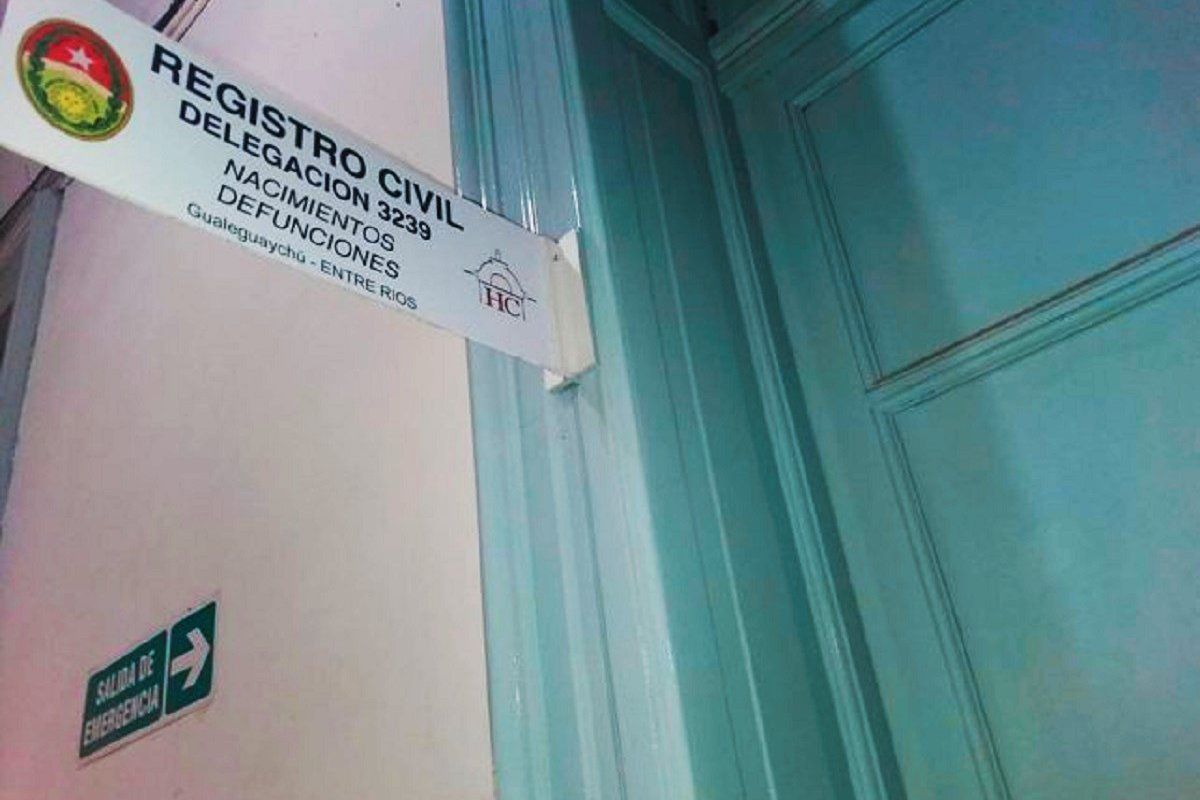 REGISTRO CIVIL
DELEGACION 3239
NACIMIENTOS
DEFUNCIONES
Gualeguaychú - ENTRE RIOS
HC
SALIDA DE
EMERGENCIA